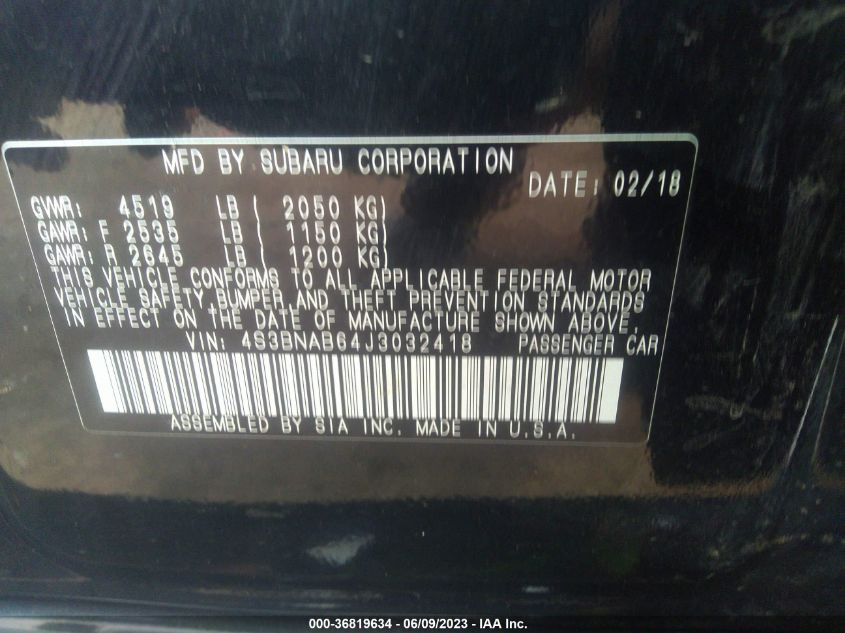 MFD BY SUBARU CORPORATION
DATE: 02/18
GVWR: 4519 LB ( 2050 KG)
GAWR: F 2535 LB ( 1150 KG)
GAWR: R 2645 LB ( 1200 KG)
THIS VEHICLE CONFORMS TO ALL APPLICABLE FEDERAL MOTOR
VEHICLE SAFETY, BUMPER, AND THEFT PREVENTION STANDARDS
IN EFFECT ON THE DATE OF MANUFACTURE SHOWN ABOVE.
VIN: 4S3BNAB64J3032418 PASSENGER CAR
ASSEMBLED BY SIA INC. MADE IN U.S.A.
000-36819634 - 06/09/2023 - IAA Inc.